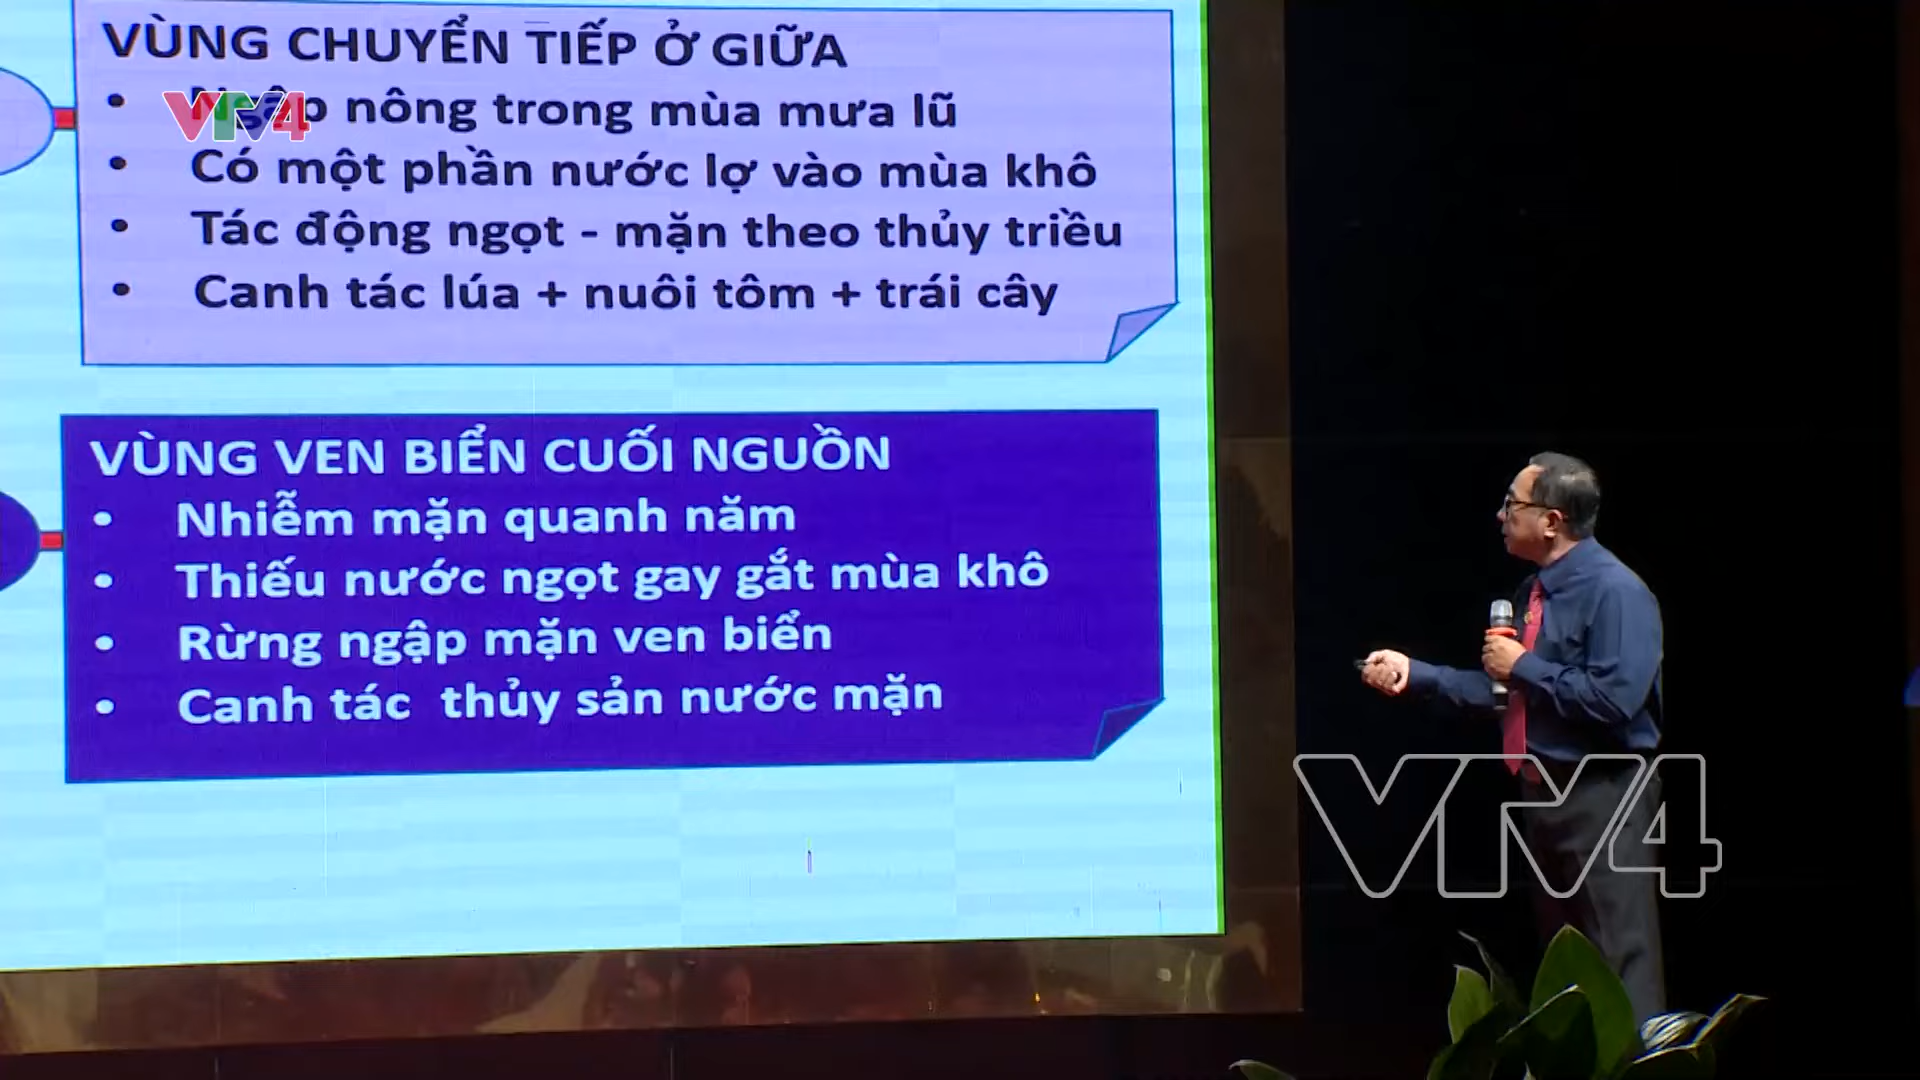 VÙNG CHUYỂN TIẾP Ở GIỮA
• Ngập nông trong mùa mưa lũ
VTV4
• Có một phần nước lợ vào mùa khô
• Tác động ngọt - mặn theo thủy triều
• Canh tác lúa + nuôi tôm + trái cây
VÙNG VEN BIỂN CUỐI NGUỒN
• Nhiễm mặn quanh năm
• Thiếu nước ngọt gay gắt mùa khô
• Rừng ngập mặn ven biển
• Canh tác thủy sản nước mặn
VTV4